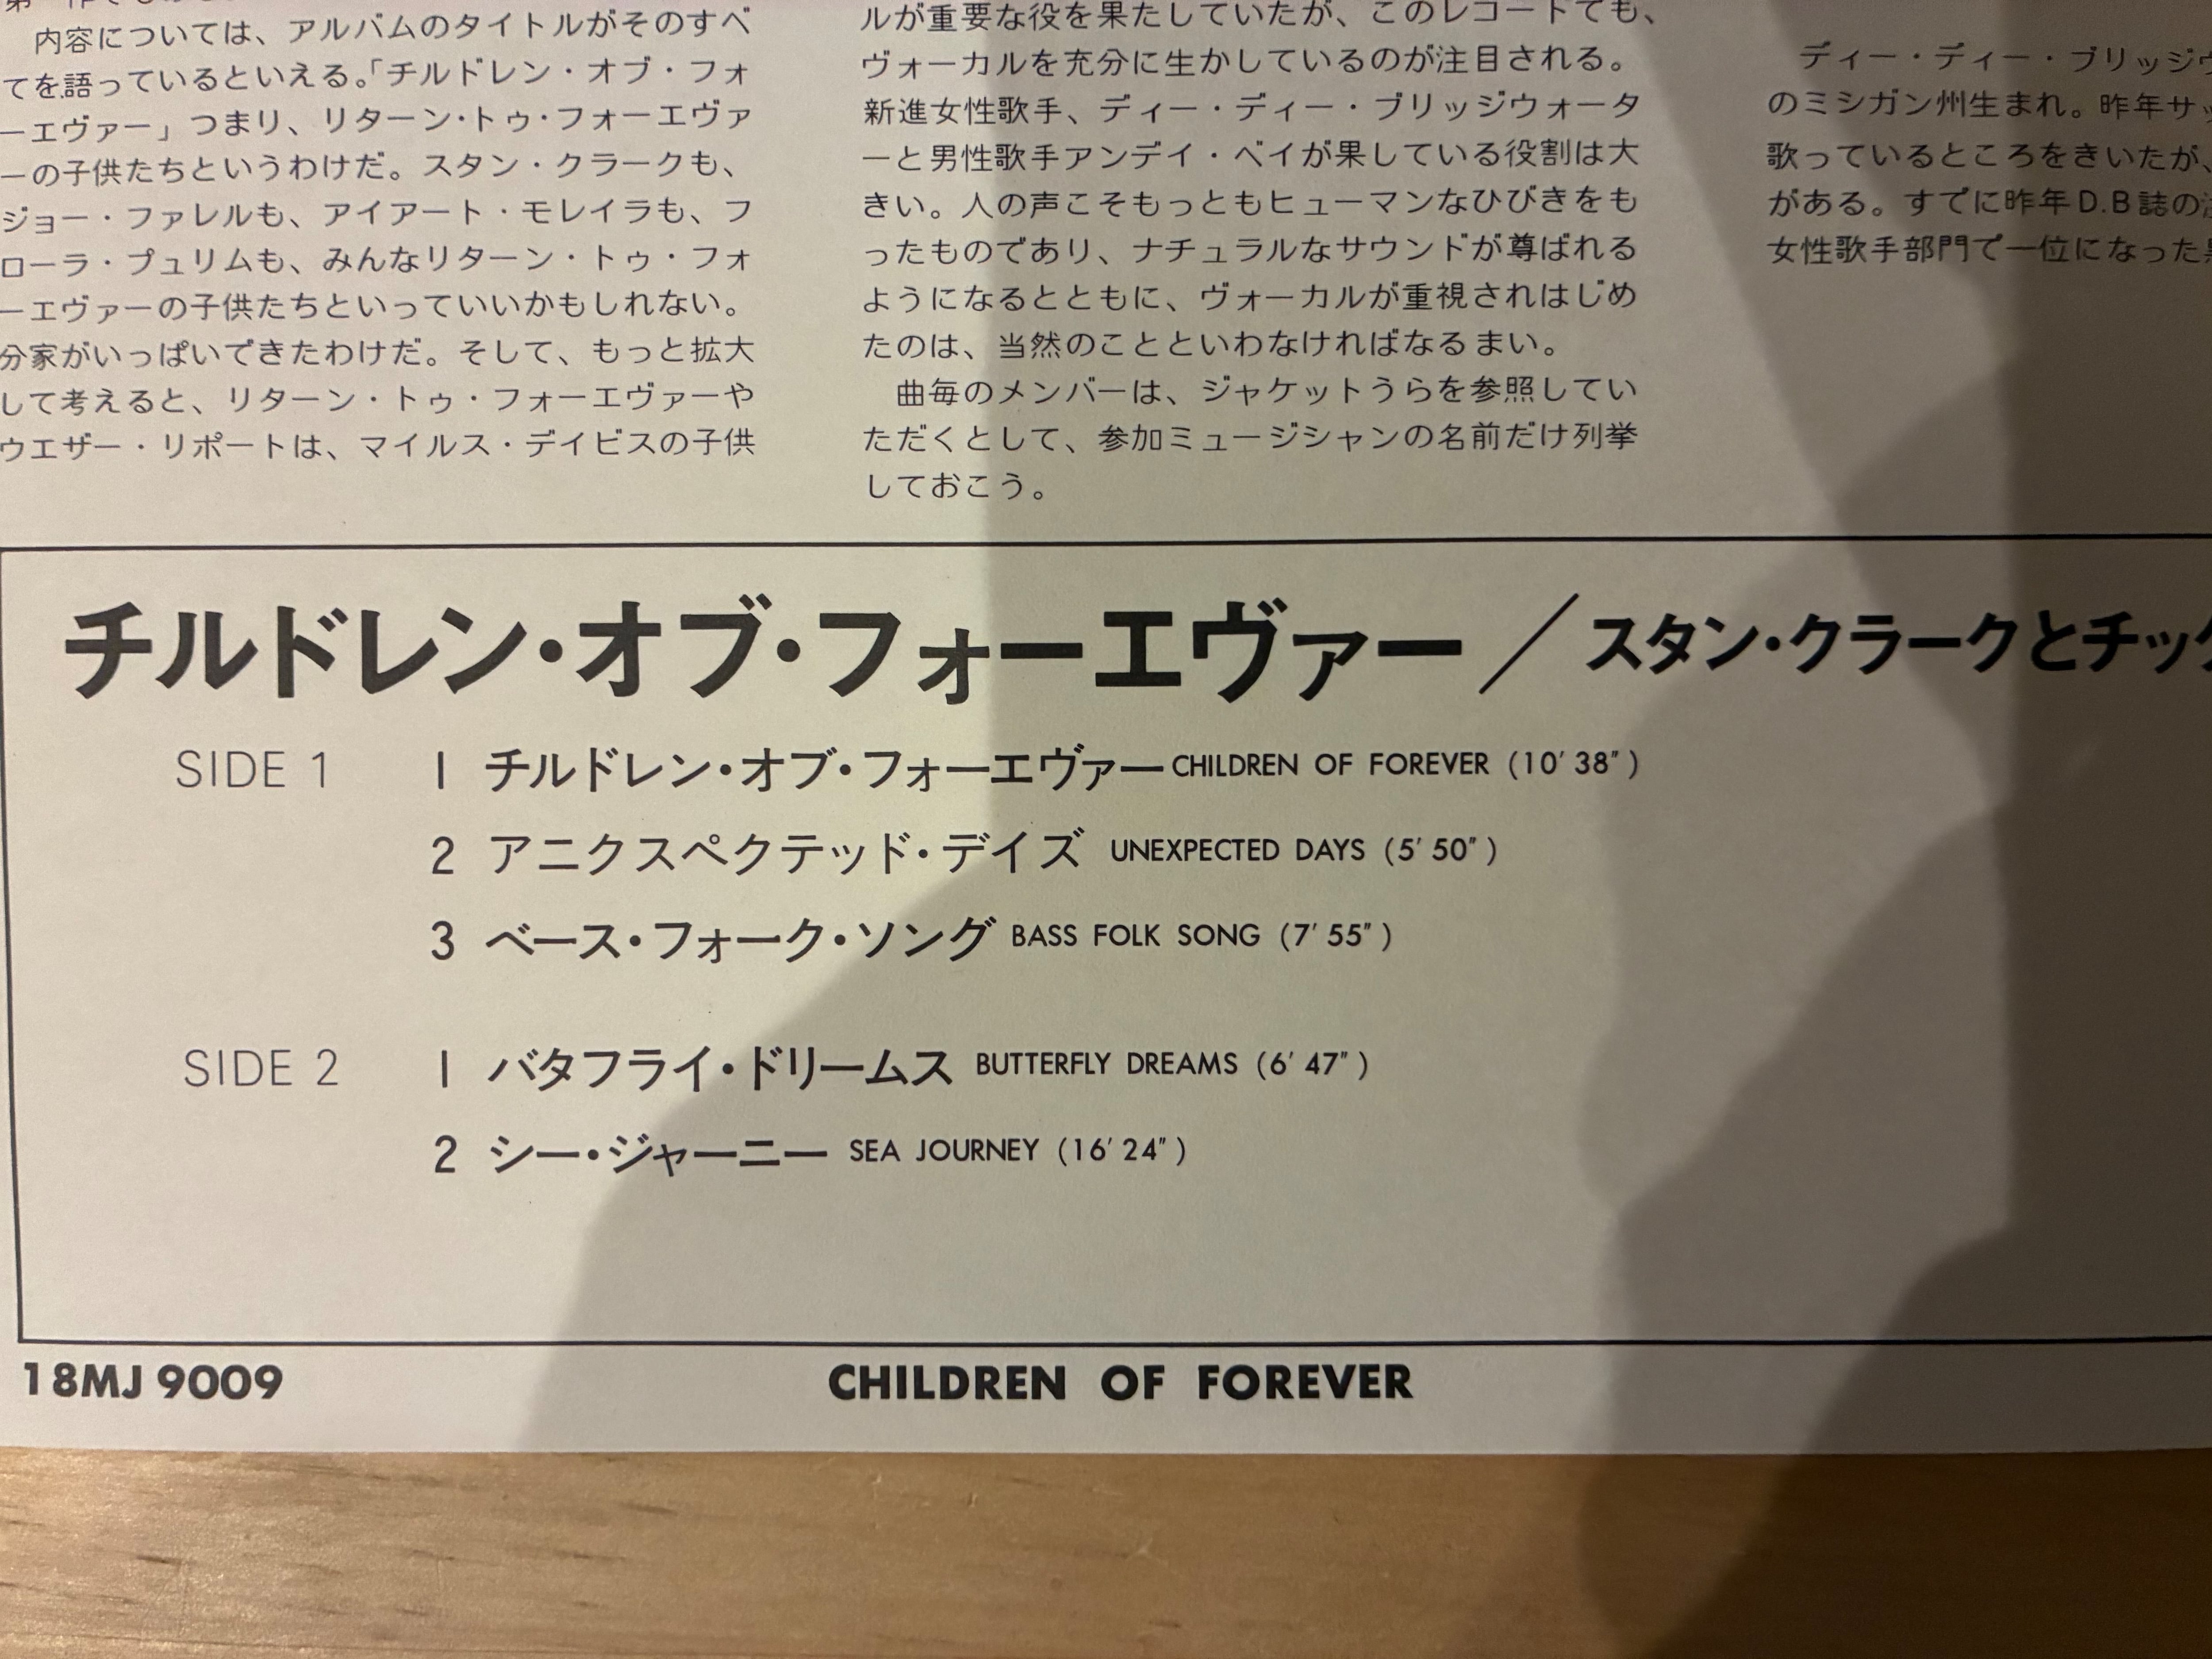 内容については、アルバムのタイトルがそのすべ
てを語っているといえる。「チルドレン・オブ・フォ
ーエヴァー」つまり、リターン・トゥ・フォーエヴァ
ーの子供たちというわけだ。スタン・クラークも、
ジョー・ファレルも、アイアート・モレイラも、フ
ローラ・プュリムも、みんなリターン・トゥ・フォ
ーエヴァーの子供たちといっていいかもしれない。
分家がいっぱいできたわけだ。そして、もっと拡大
して考えると、リターン・トゥ・フォーエヴァーや
ウエザー・リポートは、マイルス・デイビスの子供
ルが重要な役を果たしていたが、このレコードでも、
ヴォーカルを充分に生かしているのが注目される。
新進女性歌手、ディー・ディー・ブリッジウォータ
ーと男性歌手アンデイ・ベイが果している役割は大
きい。人の声こそもっともヒューマンなひびきをも
ったものであり、ナチュラルなサウンドが尊ばれる
ようになるとともに、ヴォーカルが重視されはじめ
たのは、当然のことといわなければなるまい。
曲毎のメンバーは、ジャケットうらを参照してい
ただくとして、参加ミュージシャンの名前だけ列挙
しておこう。
ディー・ディー・ブリッジウ
のミシガン州生まれ。昨年サッ
歌っているところをきいたが、
がある。すでに昨年D.B誌の
女性歌手部門で一位になった
チルドレン・オブ・フォーエヴァー／スタン・クラークとチック
SIDE 1 1 チルドレン・オブ・フォーエヴァー CHILDREN OF FOREVER (10′38″)
2 アニクスペクテッド・デイズ UNEXPECTED DAYS (5′50″)
3 ベース・フォーク・ソング BASS FOLK SONG (7′55″)
SIDE 2 1 バタフライ・ドリームス BUTTERFLY DREAMS (6′47″)
2 シー・ジャーニー SEA JOURNEY (16′24″)
18MJ 9009 CHILDREN OF FOREVER